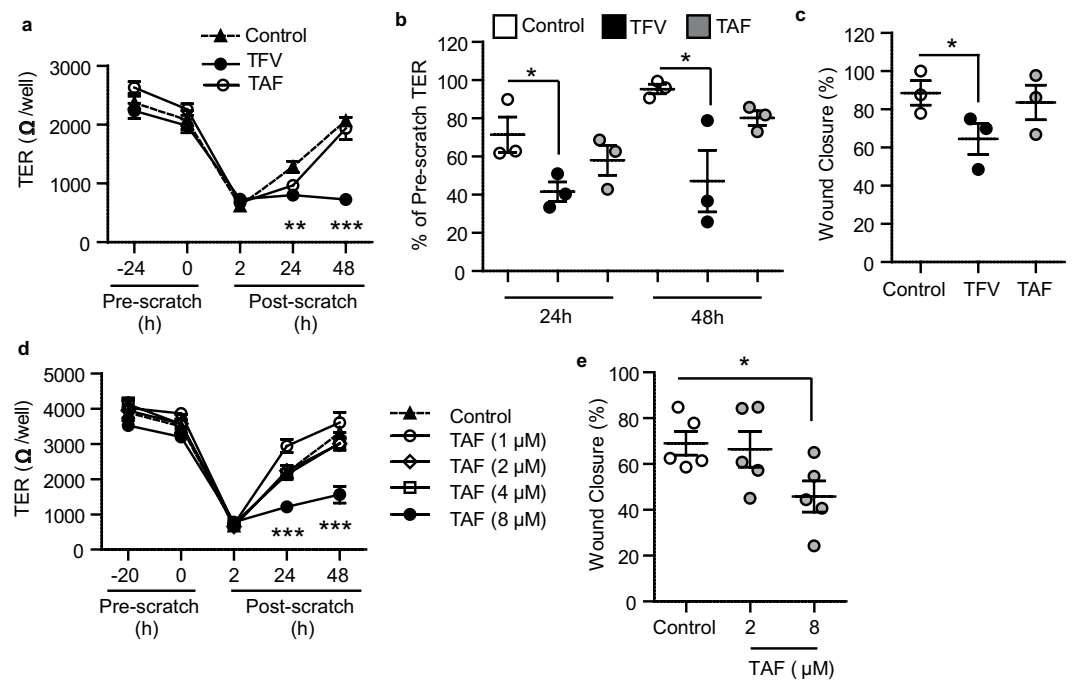 a
Control
TFV
TAF
TER (Ω /well)
3000
2000
1000
0
-24 0 2 24 48
** ***
Pre-scratch (h)
Post-scratch (h)
b
Control TFV TAF
% of Pre-scratch TER
120
100
80
60
40
20
0
* *
24h 48h
c
Wound Closure (%)
120
100
80
60
40
20
0
*
Control TFV TAF
d
TER (Ω /well)
5000
4000
3000
2000
1000
0
-20 0 2 24 48
*** ***
Pre-scratch (h)
Post-scratch (h)
Control
TAF (1 µM)
TAF (2 µM)
TAF (4 µM)
TAF (8 µM)
e
Wound Closure (%)
100
80
60
40
20
0
*
Control 2 8
TAF ( µM)